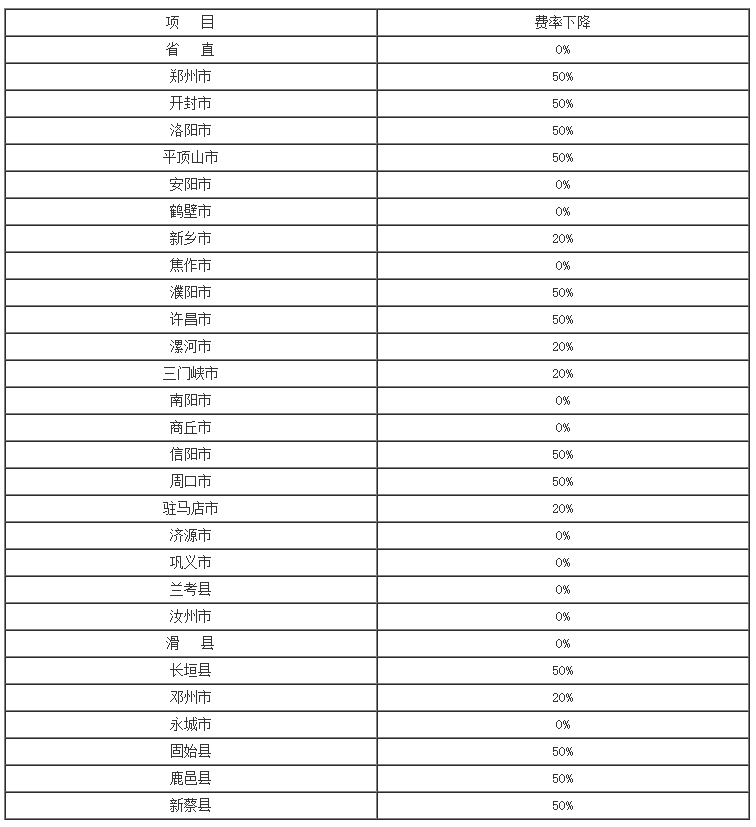 项 目 费率下降
省 直 0%
郑州市 50%
开封市 50%
洛阳市 50%
平顶山市 50%
安阳市 0%
鹤壁市 0%
新乡市 20%
焦作市 0%
濮阳市 50%
许昌市 50%
漯河市 20%
三门峡市 20%
南阳市 0%
商丘市 0%
信阳市 50%
周口市 50%
驻马店市 20%
济源市 0%
巩义市 0%
兰考县 0%
汝州市 0%
滑 县 0%
长垣县 50%
邓州市 20%
永城市 0%
固始县 50%
鹿邑县 50%
新蔡县 50%